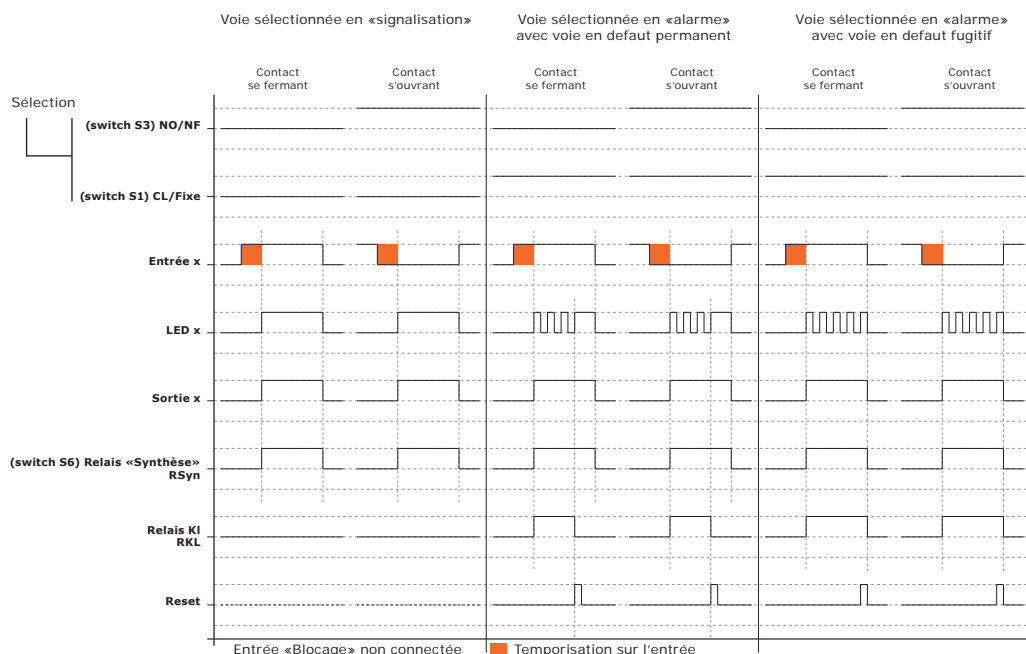 Voie sélectionnée en «signalisation»
Voie sélectionnée en «alarme»
avec voie en defaut permanent
Voie sélectionnée en «alarme»
avec voie en defaut fugitif
Contact
se fermant
Contact
s'ouvrant
Contact
se fermant
Contact
s'ouvrant
Contact
se fermant
Contact
s'ouvrant
Sélection
(switch S3) NO/NF
(switch S1) CL/Fixe
Entrée x
LED x
Sortie x
(switch S6) Relais «Synthèse»
RSyn
Relais Kl
RKL
Reset
Entrée «Blocage» non connectée
Temporisation sur l'entrée